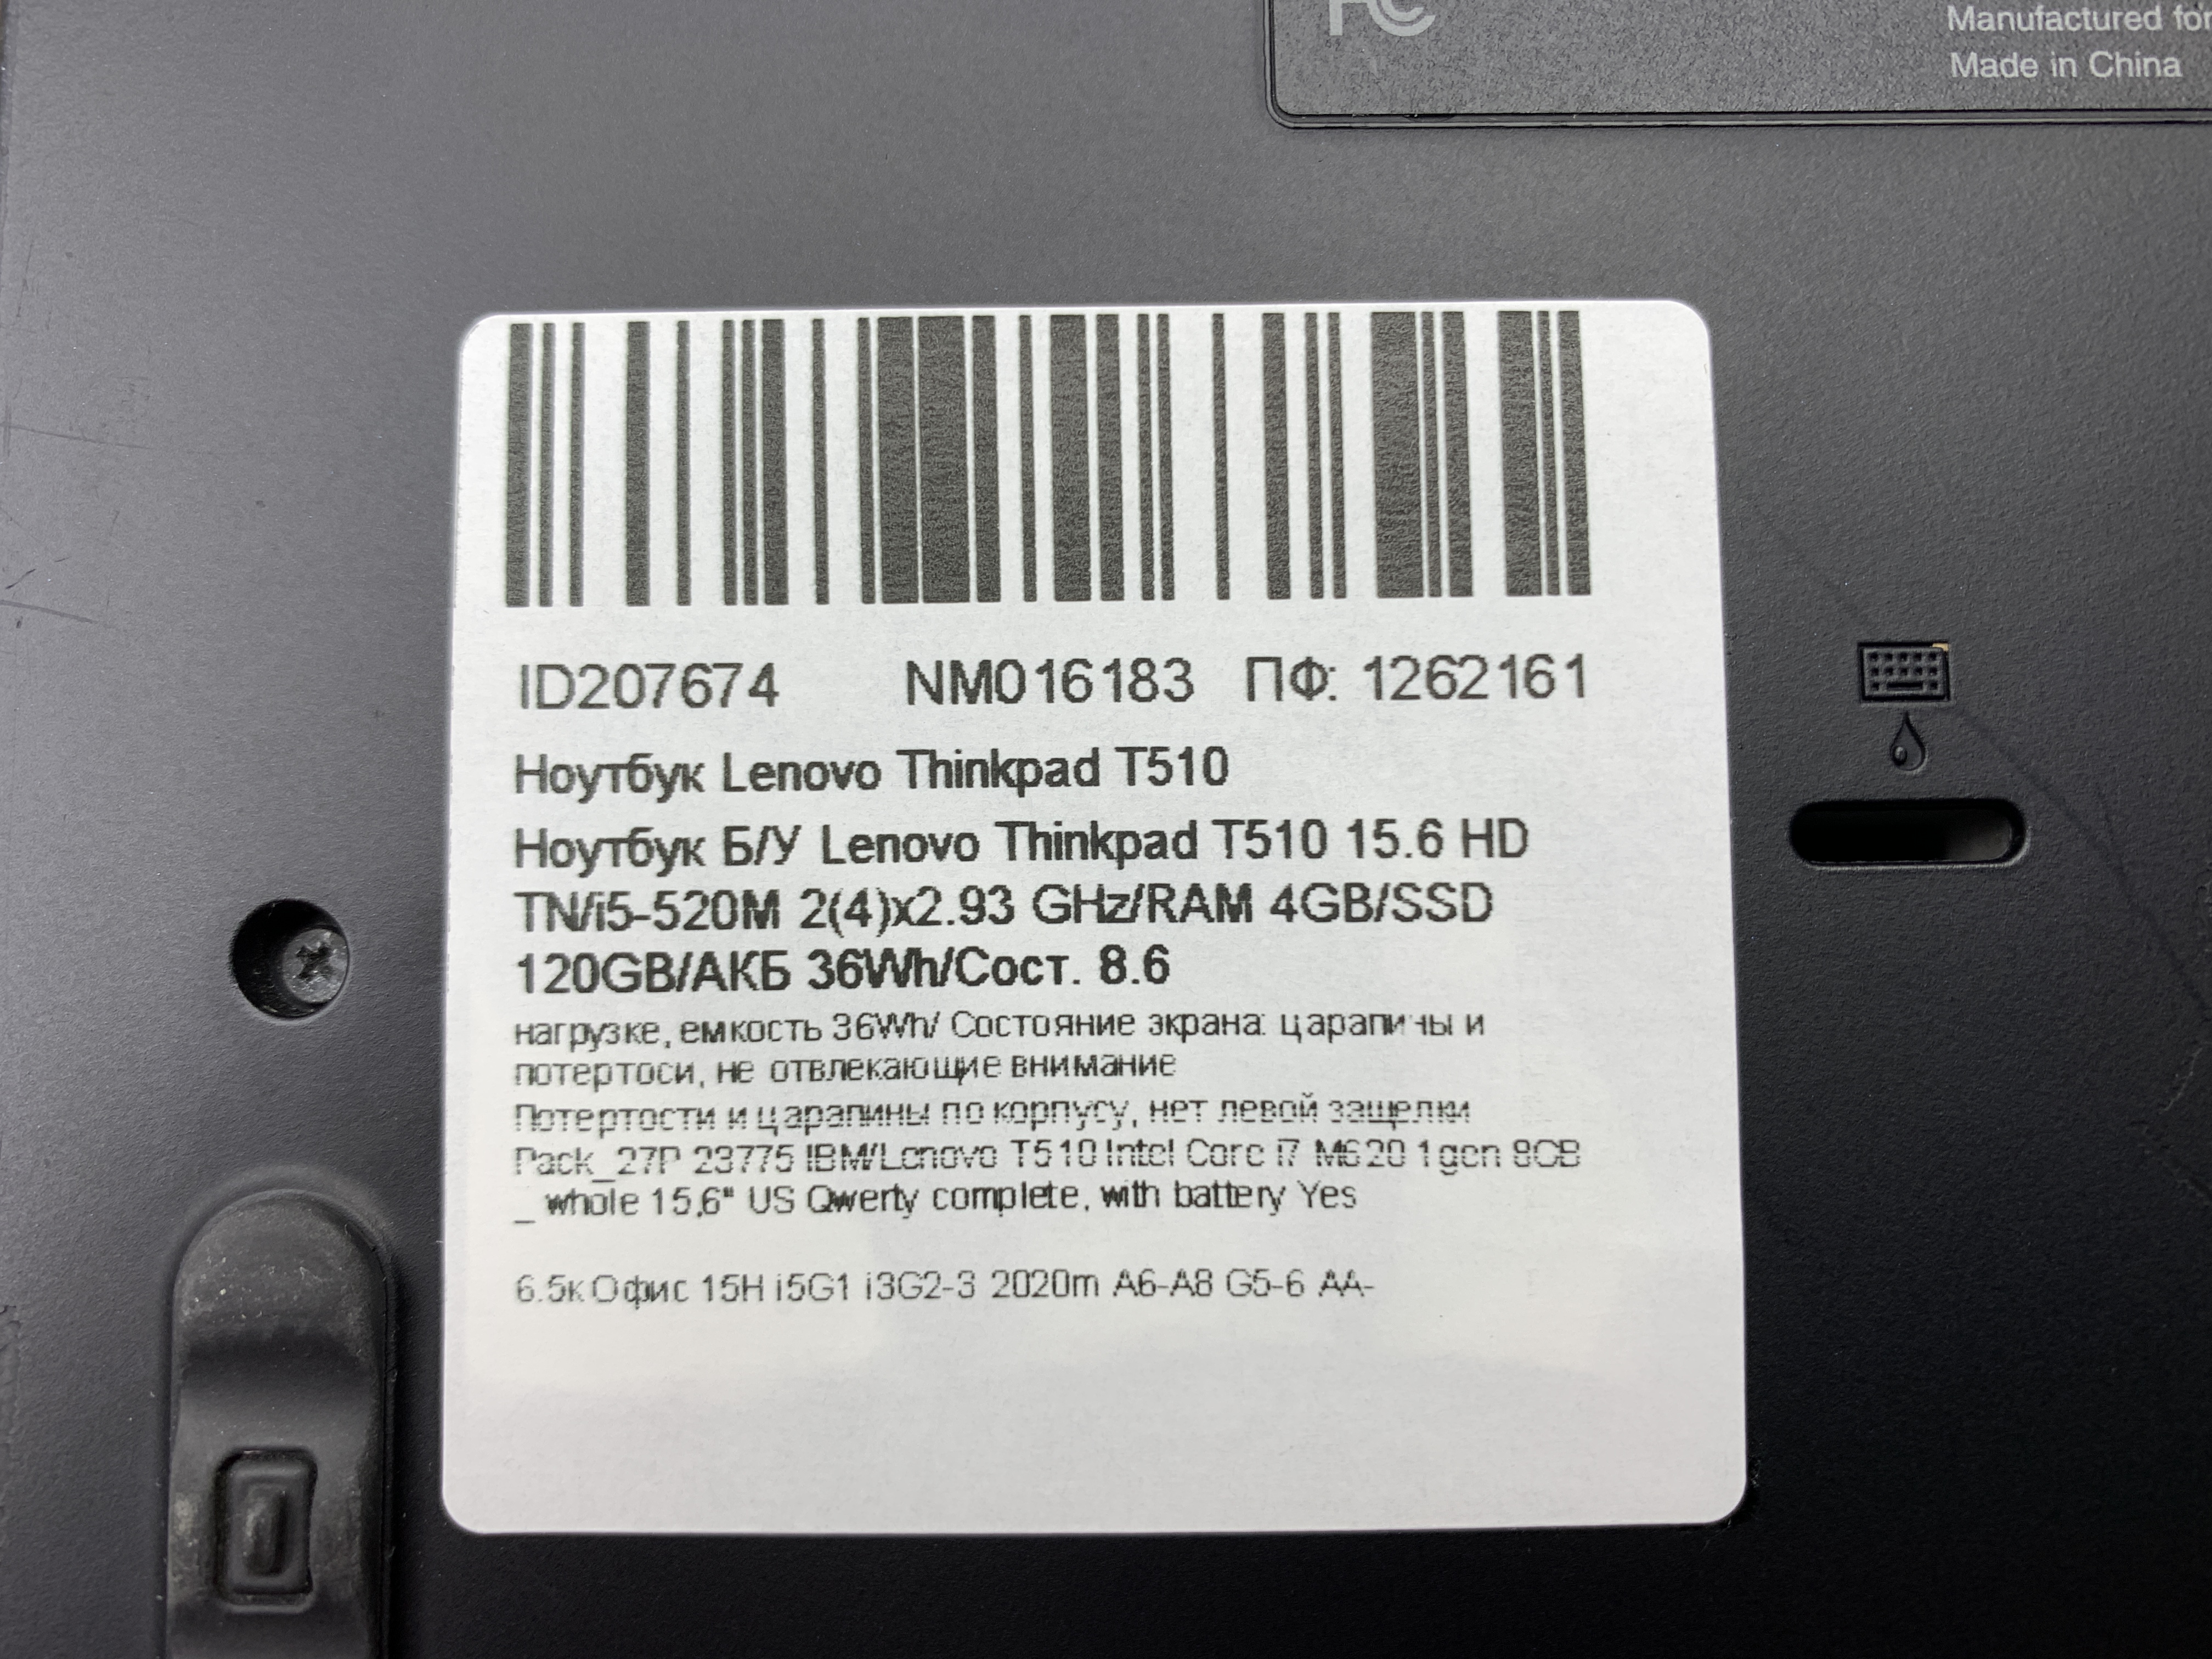 FC
Manufactured for
Made in China
ID207674 NM016183 ПФ: 1262161
Ноутбук Lenovo Thinkpad T510
Ноутбук Б/У Lenovo Thinkpad T510 15.6 HD
TN/i5-520M 2(4)x2.93 GHz/RAM 4GB/SSD
120GB/АКБ 36Wh/Сост. 8.6
нагрузке, емкость 36Wh/ Состояние экрана: царапины и
потертоси, не отвлекающие внимание
Потертости и царапины по корпусу, нет левой защелки
Pack_27P 23775 IBM/Lenovo T510 Intel Core i7 M620 1gen 8GB
_ whole 15,6" US Qwerty complete, with battery Yes
6.5к Офис 15H i5G1 i3G2-3 2020m A6-A8 G5-6 AA-